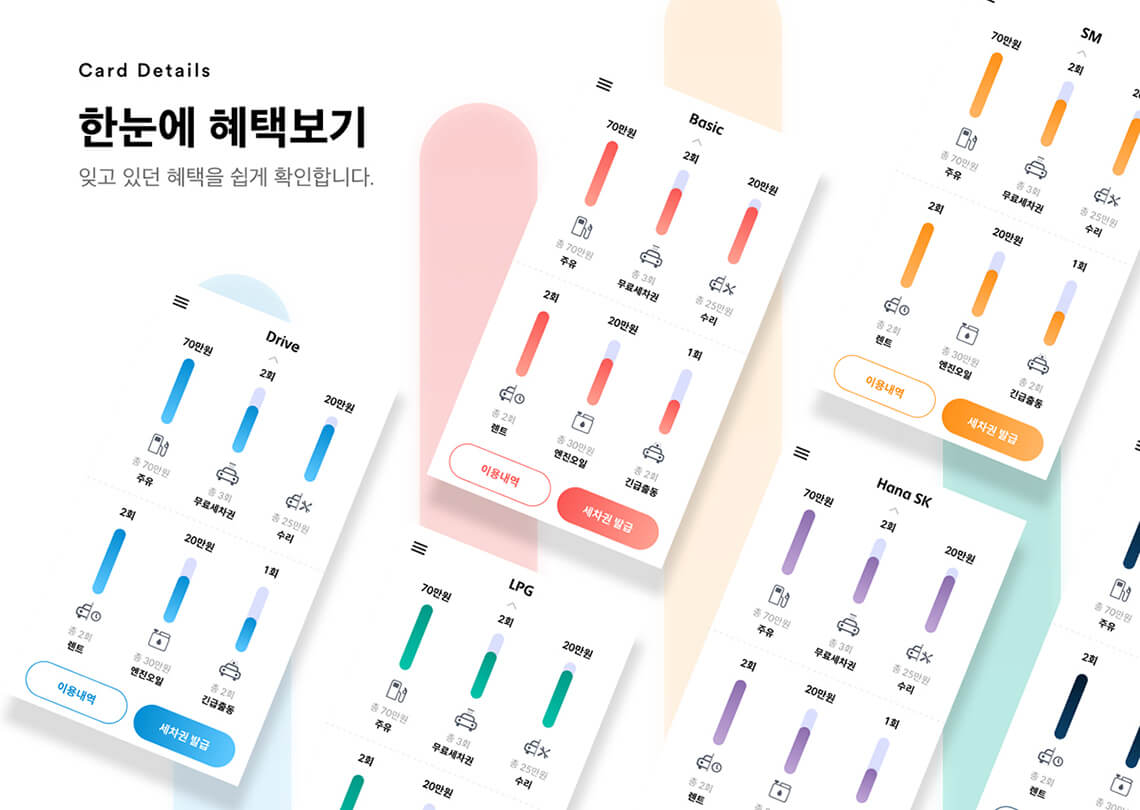 Card Details
한눈에 혜택보기
잊고 있던 혜택을 쉽게 확인합니다.
Drive
70만원
2회
20만원
총 70만원
주유
총 3회
무료세차권
총 25만원
수리
2회
20만원
1회
총 2회
렌트
총 30만원
엔진오일
총 2회
긴급출동
이용내역
세차권 발급
Basic
70만원
2회
20만원
총 70만원
주유
총 3회
무료세차권
총 25만원
수리
2회
20만원
1회
총 2회
렌트
총 30만원
엔진오일
총 2회
긴급출동
이용내역
세차권 발급
SM
70만원
2회
총 70만원
주유
총 3회
무료세차권
총 25만원
수리
2회
20만원
1회
총 2회
렌트
총 30만원
엔진오일
총 2회
긴급출동
이용내역
세차권 발급
LPG
70만원
2회
20만원
총 70만원
주유
총 3회
무료세차권
총 25만원
수리
2회
20만원
Hana SK
70만원
2회
20만원
총 70만원
주유
총 3회
무료세차권
총 25만원
수리
2회
20만원
1회
총 2회
렌트
총 70만원
주유
2회
총 2회
렌트